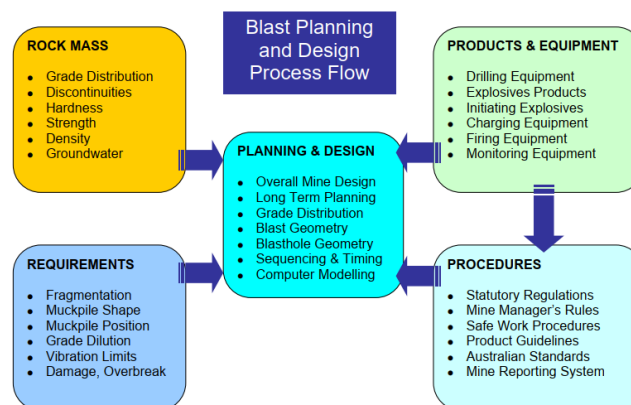 Blast Planning
and Design
Process Flow
ROCK MASS
● Grade Distribution
● Discontinuities
● Hardness
● Strength
● Density
● Groundwater
PRODUCTS & EQUIPMENT
● Drilling Equipment
● Explosives Products
● Initiating Explosives
● Charging Equipment
● Firing Equipment
● Monitoring Equipment
PLANNING & DESIGN
● Overall Mine Design
● Long Term Planning
● Grade Distribution
● Blast Geometry
● Blasthole Geometry
● Sequencing & Timing
● Computer Modelling
REQUIREMENTS
● Fragmentation
● Muckpile Shape
● Muckpile Position
● Grade Dilution
● Vibration Limits
● Damage, Overbreak
PROCEDURES
● Statutory Regulations
● Mine Manager's Rules
● Safe Work Procedures
● Product Guidelines
● Australian Standards
● Mine Reporting System